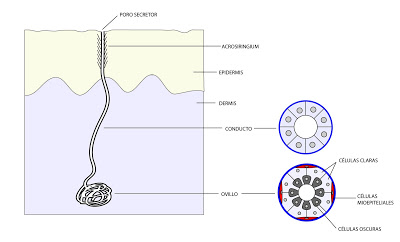 PORO SECRETOR
ACROSIRINGIUM
EPIDERMIS
DERMIS
CONDUCTO
CÉLULAS CLARAS
OVILLO
CÉLULAS
MIOEPITELIALES
CÉLULAS OSCURAS